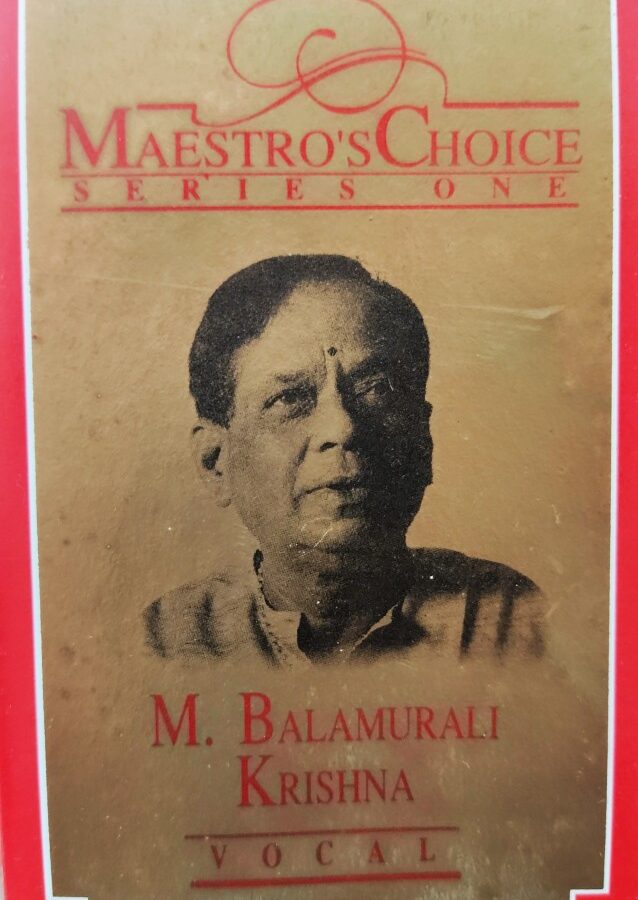 MAESTRO'S CHOICE
SERIES ONE
M. BALAMURALI
KRISHNA
VOCAL